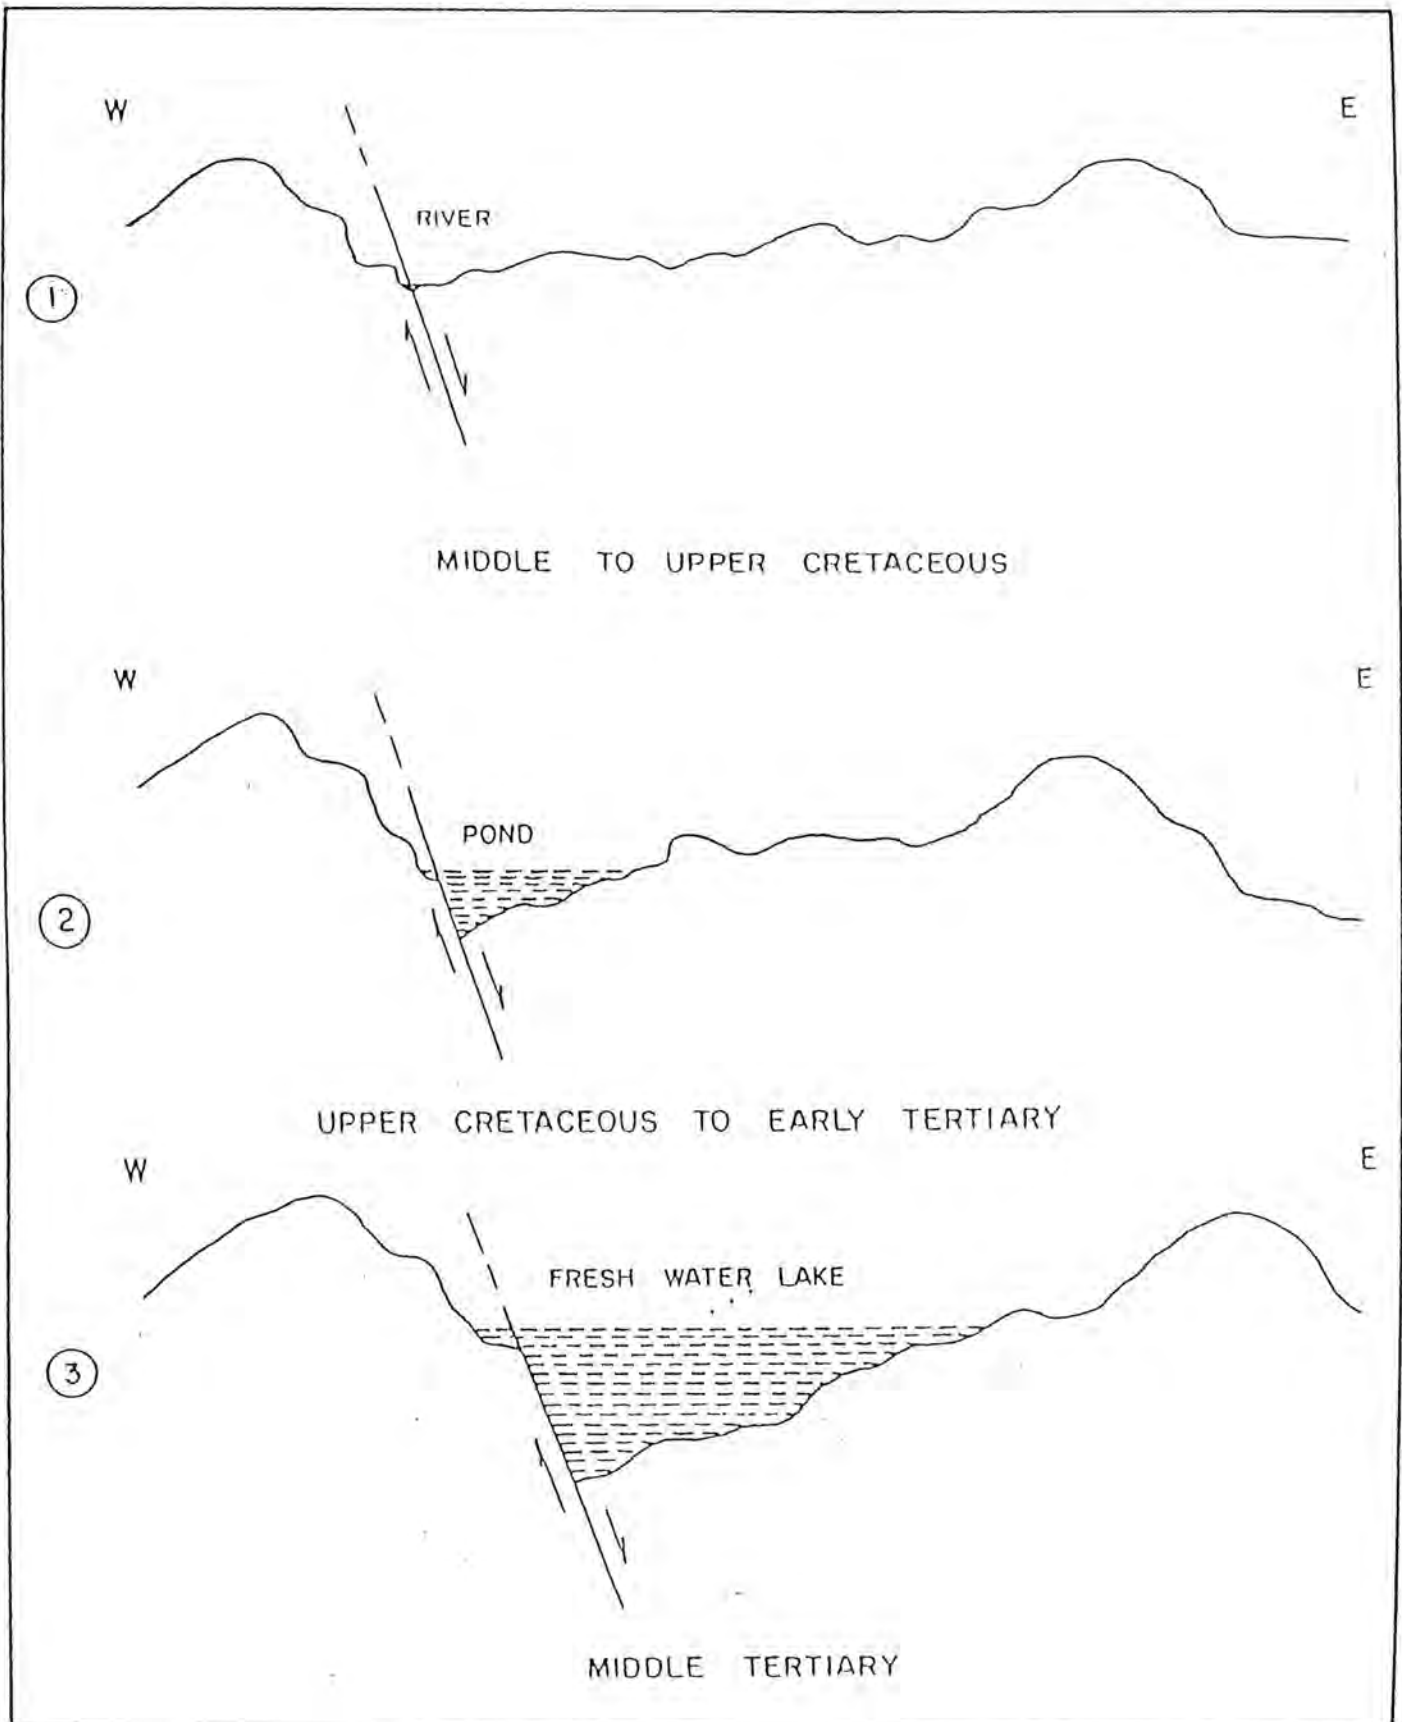 W E
RIVER
1
MIDDLE TO UPPER CRETACEOUS
W E
POND
2
UPPER CRETACEOUS TO EARLY TERTIARY
W E
FRESH WATER LAKE
3
MIDDLE TERTIARY